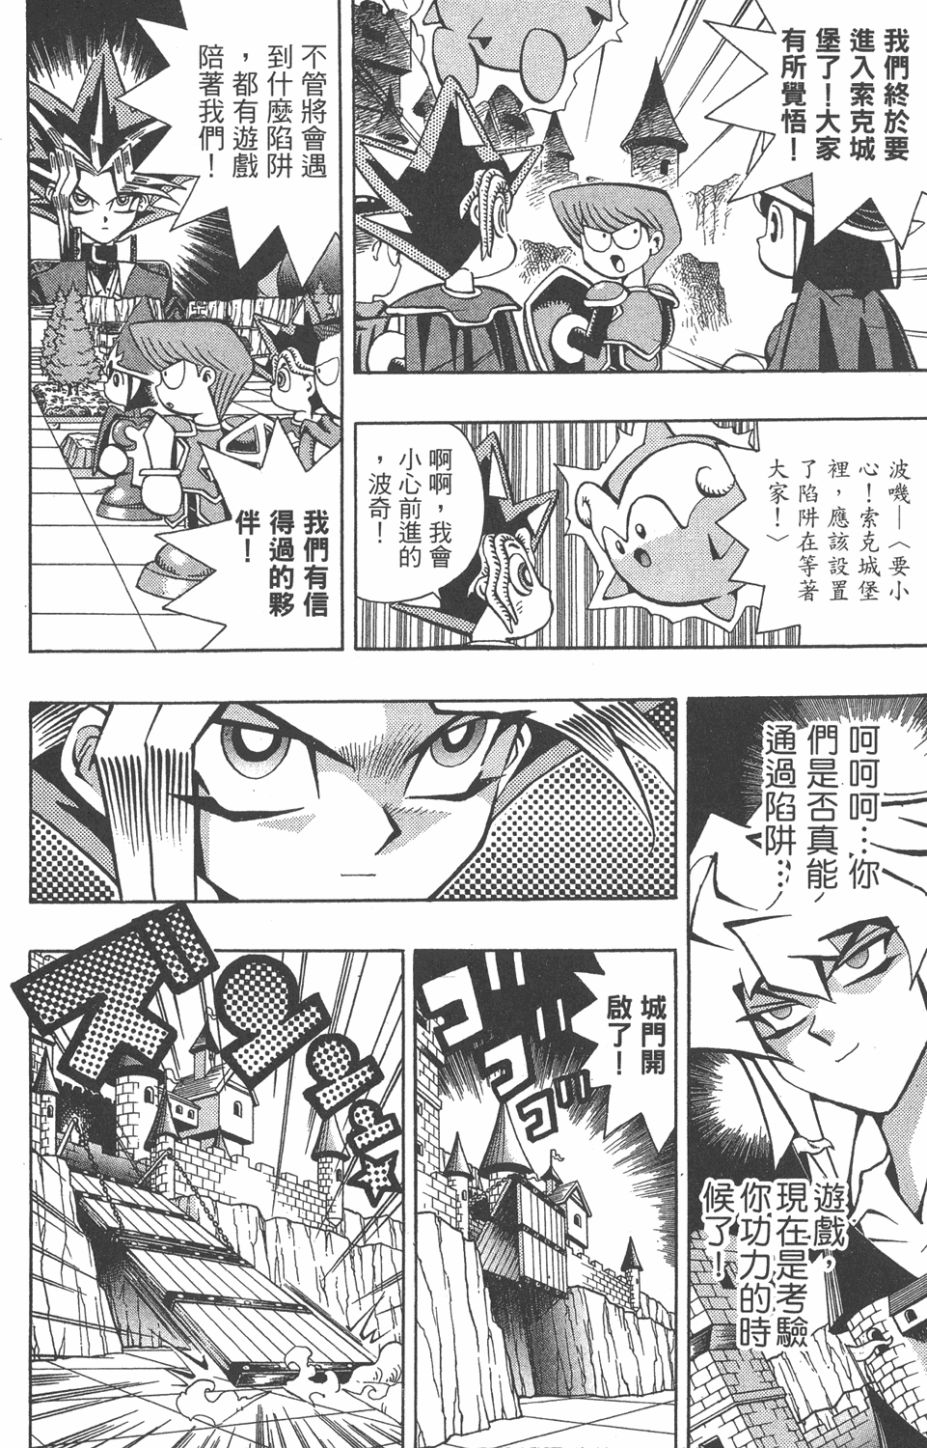 我們終於要
進入索克城
堡了！大家
有所覺悟！
不管將會遇
到什麼陷阱
，都有遊戲
陪著我們！
我們有信
得過的夥
伴！
波嘰—〈要小
心！索克城堡
裡，應該設置
了陷阱在等著
大家！〉
啊啊，我會
小心前進的
，波奇！
呵呵呵…你
們是否真能
通過陷阱…
遊戲，
現在是考驗
你功力的時
候了！
城門開
啟了！
ゴゴゴ
ズズズズ